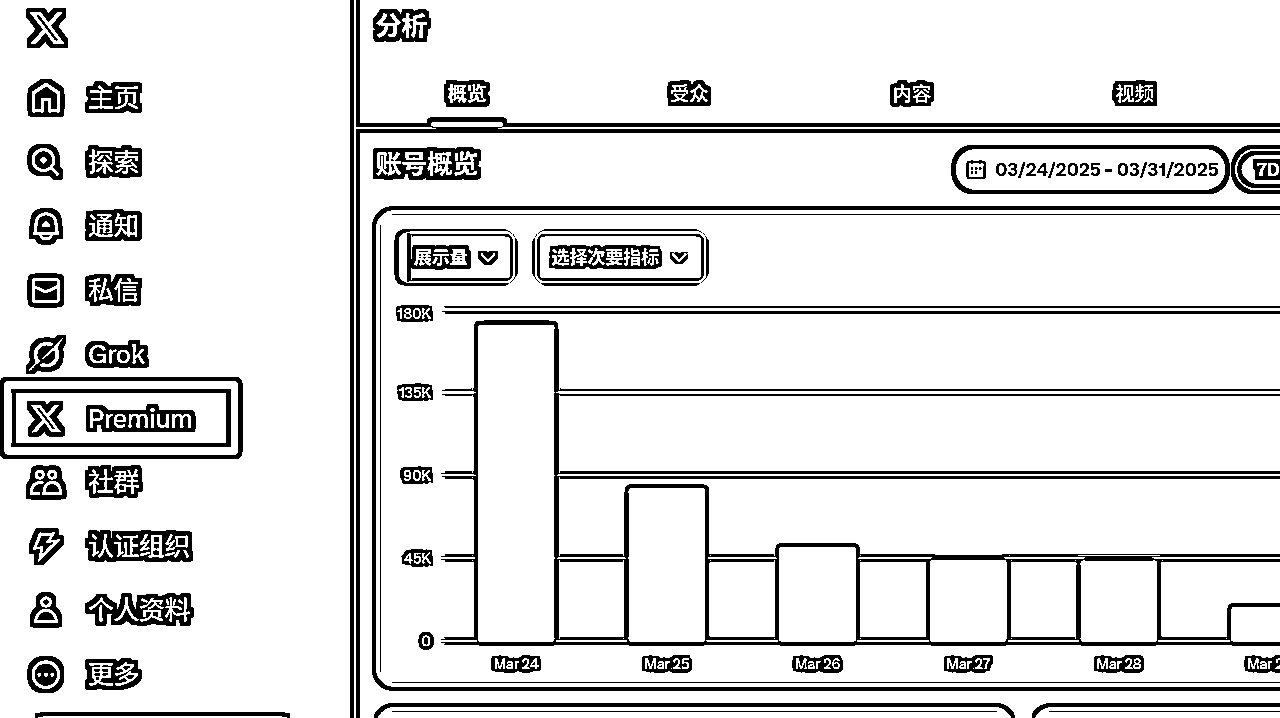 主页
探索
通知
私信
Grok
Premium
社群
认证组织
个人资料
更多
分析
概览 受众 内容 视频
账号概览
03/24/2025 - 03/31/2025 7D
展示量 选择次要指标
180K
135K
90K
45K
0
Mar 24 Mar 25 Mar 26 Mar 27 Mar 28 Mar 2